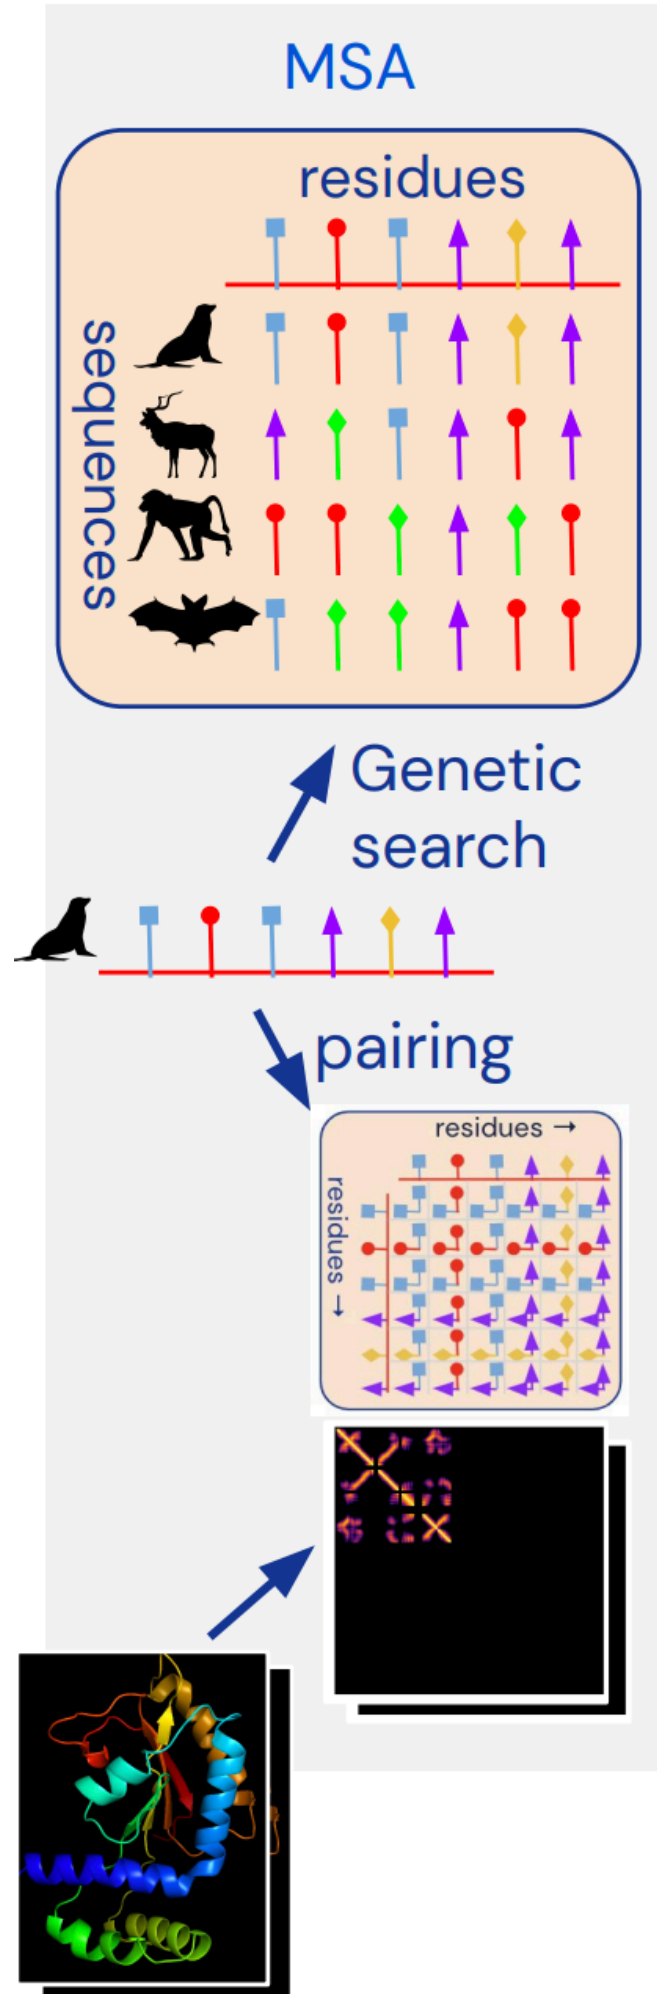 MSA
residues
sequences
Genetic
search
pairing
residues →
residues →